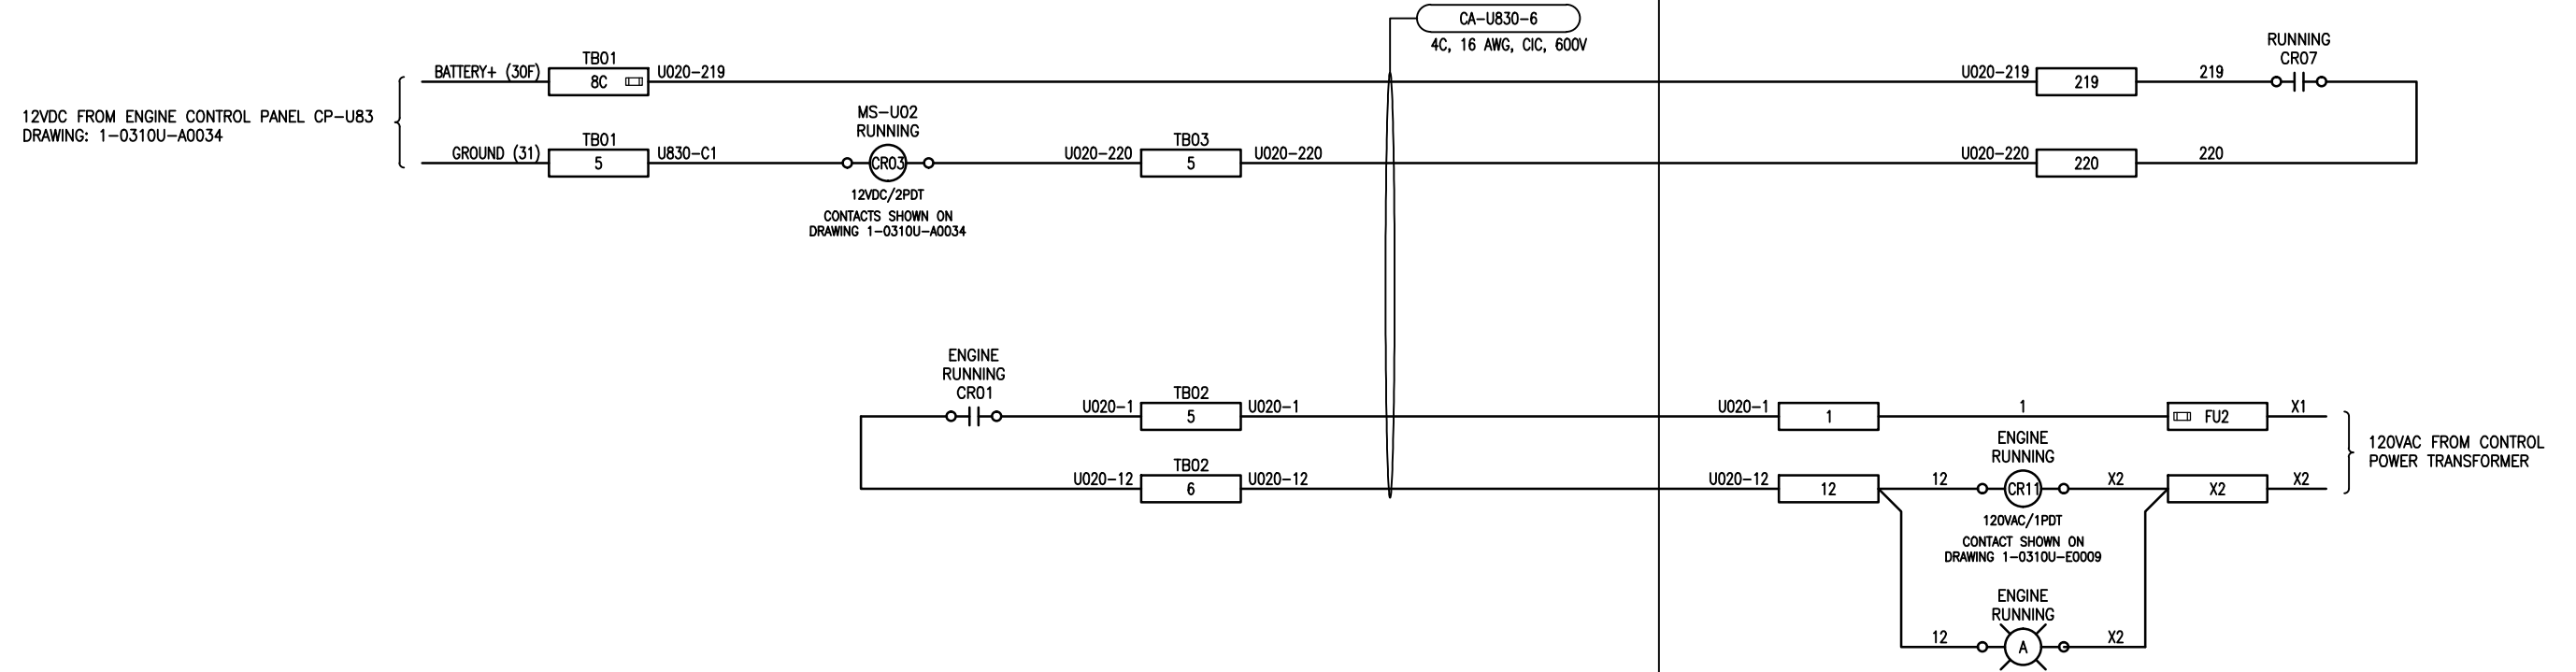 CA-U830-6
4C, 16 AWG, CIC, 600V
12VDC FROM ENGINE CONTROL PANEL CP-U83
DRAWING: 1-0310U-A0034
BATTERY+ (30F)
TB01
8C
U020-219
U020-219
219
219
RUNNING
CR07
GROUND (31)
TB01
5
U830-C1
MS-U02
RUNNING
CR03
12VDC/2PDT
CONTACTS SHOWN ON
DRAWING 1-0310U-A0034
U020-220
TB03
5
U020-220
U020-220
220
220
ENGINE
RUNNING
CR01
U020-1
TB02
5
U020-1
U020-1
1
1
FU2
X1
U020-12
TB02
6
U020-12
U020-12
12
12
ENGINE
RUNNING
CR11
120VAC/1PDT
CONTACT SHOWN ON
DRAWING 1-0310U-E0009
X2
X2
X2
120VAC FROM CONTROL
POWER TRANSFORMER
ENGINE
RUNNING
12
A
X2